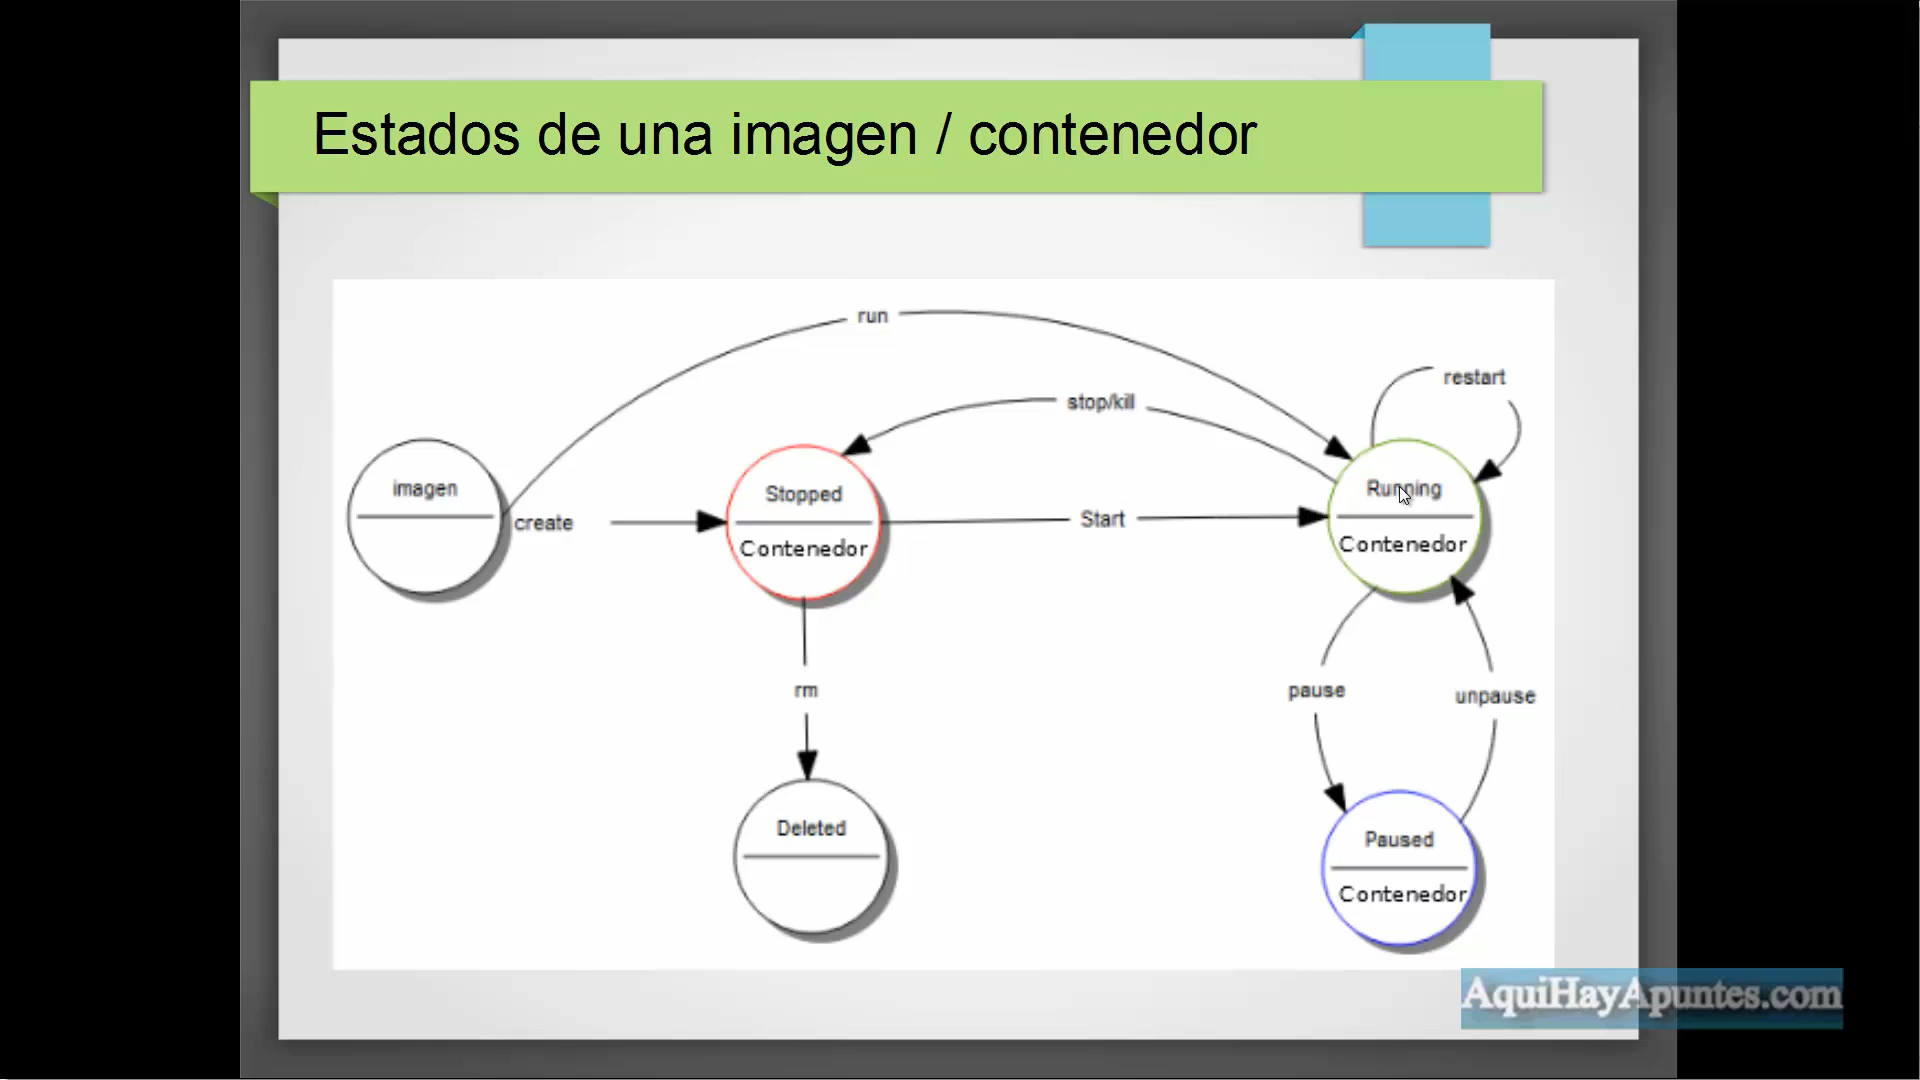 Estados de una imagen / contenedor
run
restart
stop/kill
imagen
Stopped
Running
create
Start
Contenedor
Contenedor
rm
pause
unpause
Deleted
Paused
Contenedor
AquiHayApuntes.com